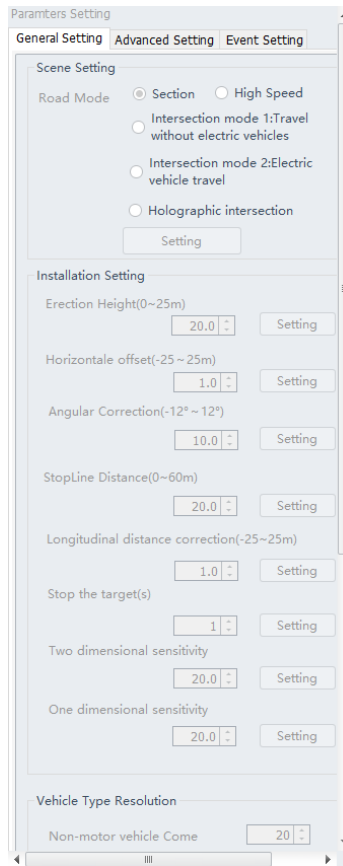 Paramters Setting
General Setting Advanced Setting Event Setting
Scene Setting
Road Mode Section High Speed
Intersection mode 1:Travel
without electric vehicles
Intersection mode 2:Electric
vehicle travel
Holographic intersection
Setting
Installation Setting
Erection Height(0~25m)
20.0 Setting
Horizontale offset(-25~25m)
1.0 Setting
Angular Correction(-12°~12°)
10.0 Setting
StopLine Distance(0~60m)
20.0 Setting
Longitudinal distance correction(-25~25m)
1.0 Setting
Stop the target(s)
1 Setting
Two dimensional sensitivity
20.0 Setting
One dimensional sensitivity
20.0 Setting
Vehicle Type Resolution
Non-motor vehicle Come 20